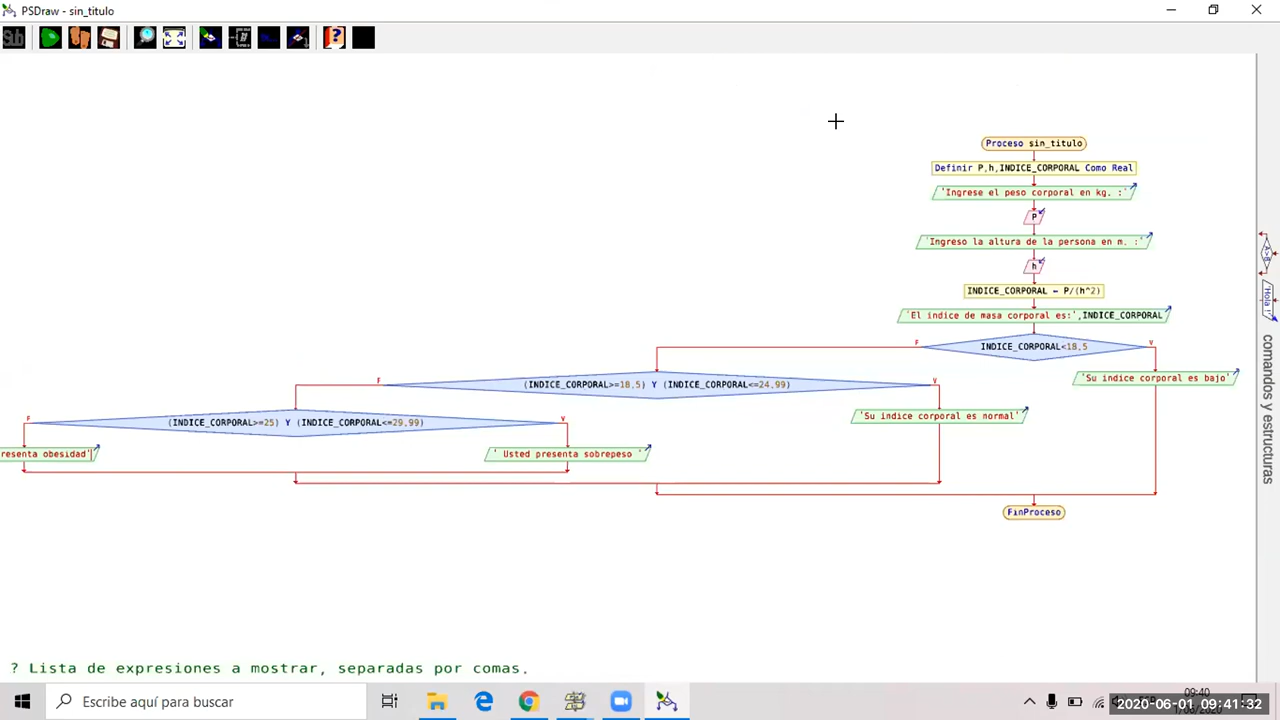 PSDraw - sin_titulo
Sub
Proceso sin_titulo
Definir P,h,INDICE_CORPORAL Como Real
'Ingrese el peso corporal en kg. :'
P
'Ingreso la altura de la persona en m. :'
h
INDICE_CORPORAL ← P/(h^2)
'El indice de masa corporal es:',INDICE_CORPORAL
F INDICE_CORPORAL<18,5 V
'Su indice corporal es bajo'
F (INDICE_CORPORAL>=18,5) Y (INDICE_CORPORAL<=24,99) V
'Su indice corporal es normal'
F (INDICE_CORPORAL>=25) Y (INDICE_CORPORAL<=29,99) V
resenta obesidad'
' Usted presenta sobrepeso '
FinProceso
A>B
'Hola !'
comandos y estructuras
? Lista de expresiones a mostrar, separadas por comas.
Escribe aquí para buscar
09:40
2020-06-01 09:41:32